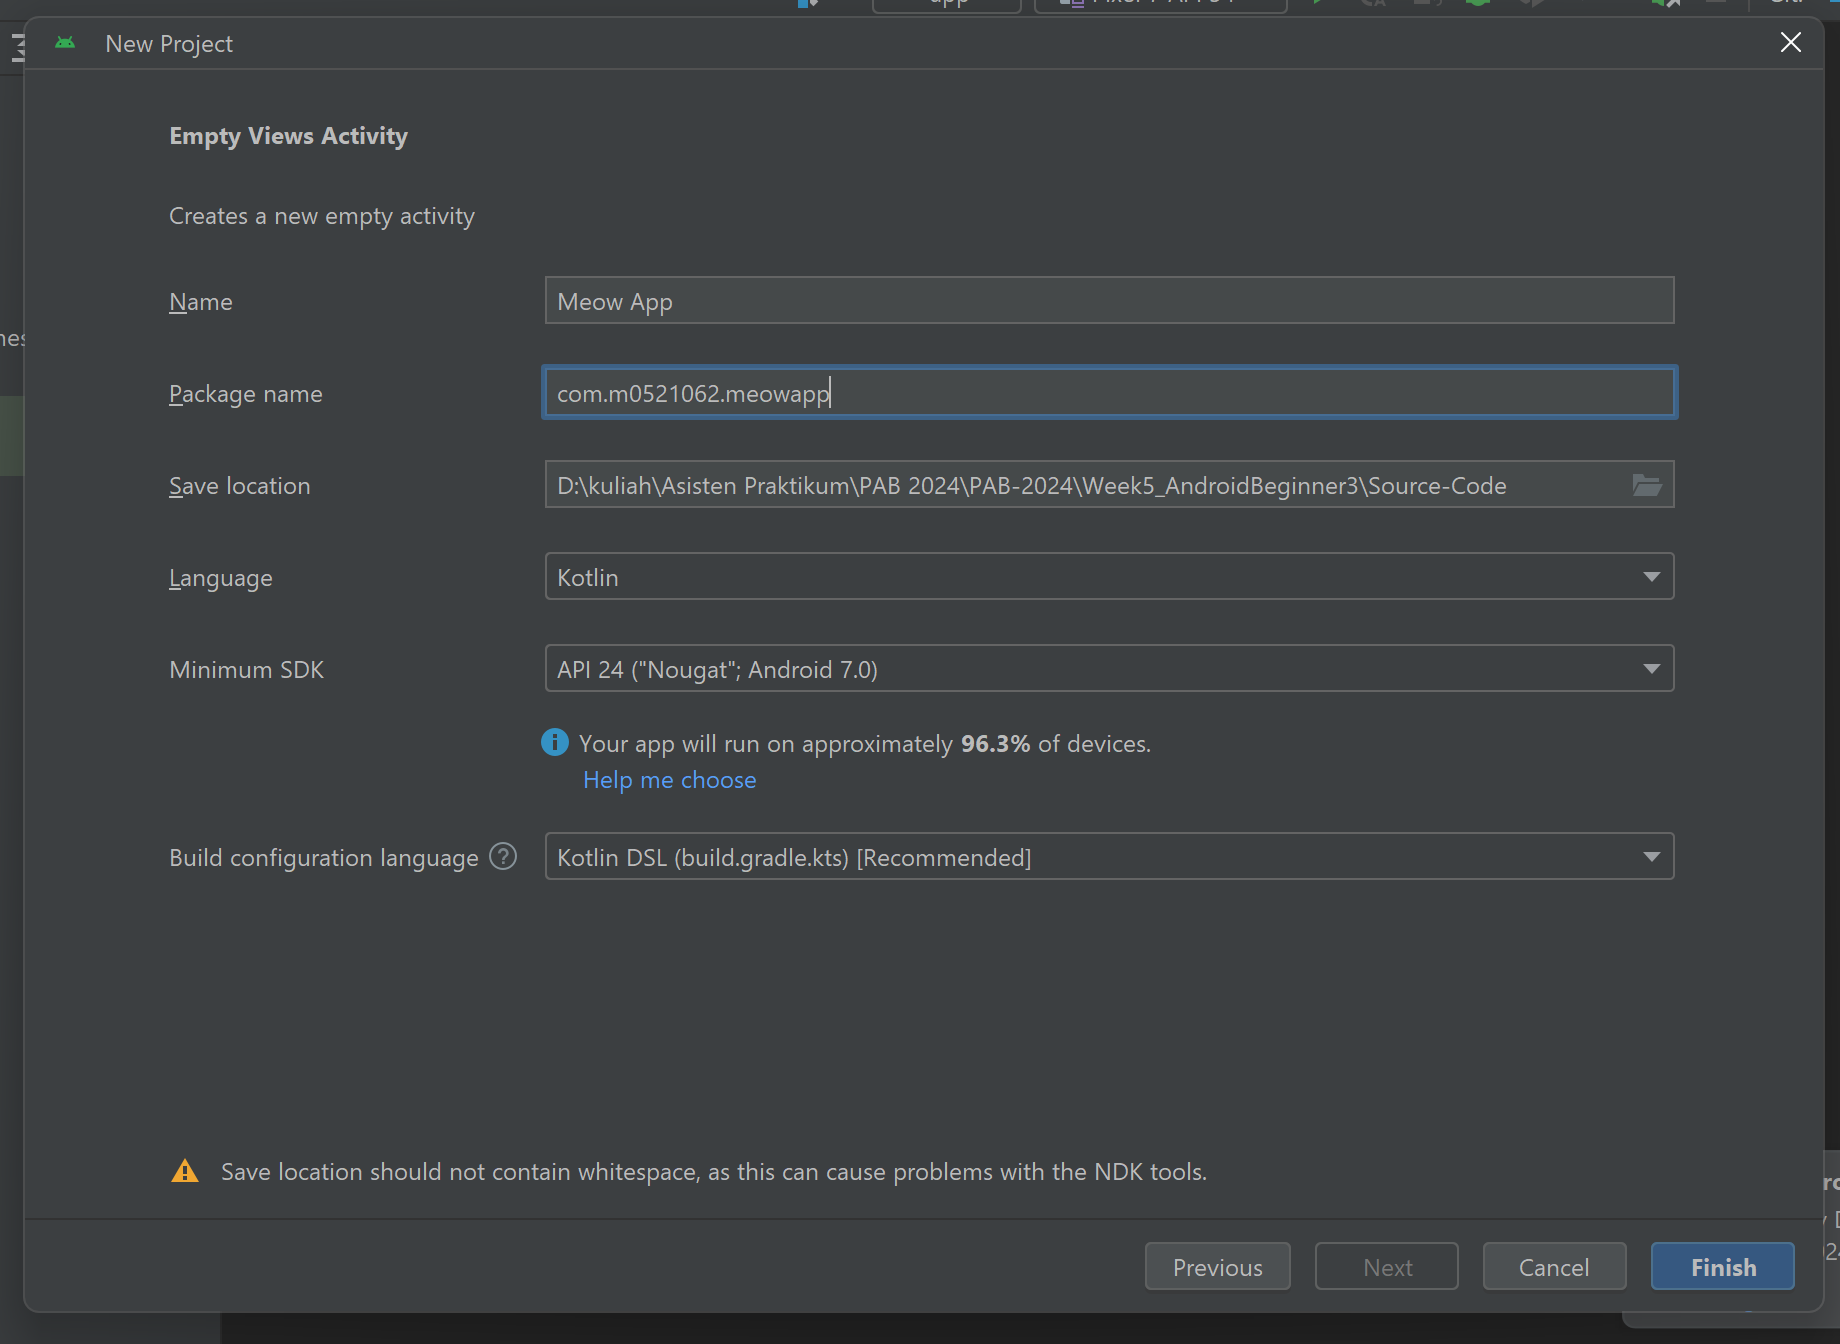 New Project
Empty Views Activity
Creates a new empty activity
Name
Meow App
Package name
com.m0521062.meowapp
Save location
D:\kuliah\Asisten Praktikum\PAB 2024\PAB-2024\Week5_AndroidBeginner3\Source-Code
Language
Kotlin
Minimum SDK
API 24 ("Nougat"; Android 7.0)
Your app will run on approximately 96.3% of devices.
Help me choose
Build configuration language ?
Kotlin DSL (build.gradle.kts) [Recommended]
Save location should not contain whitespace, as this can cause problems with the NDK tools.
Previous
Next
Cancel
Finish